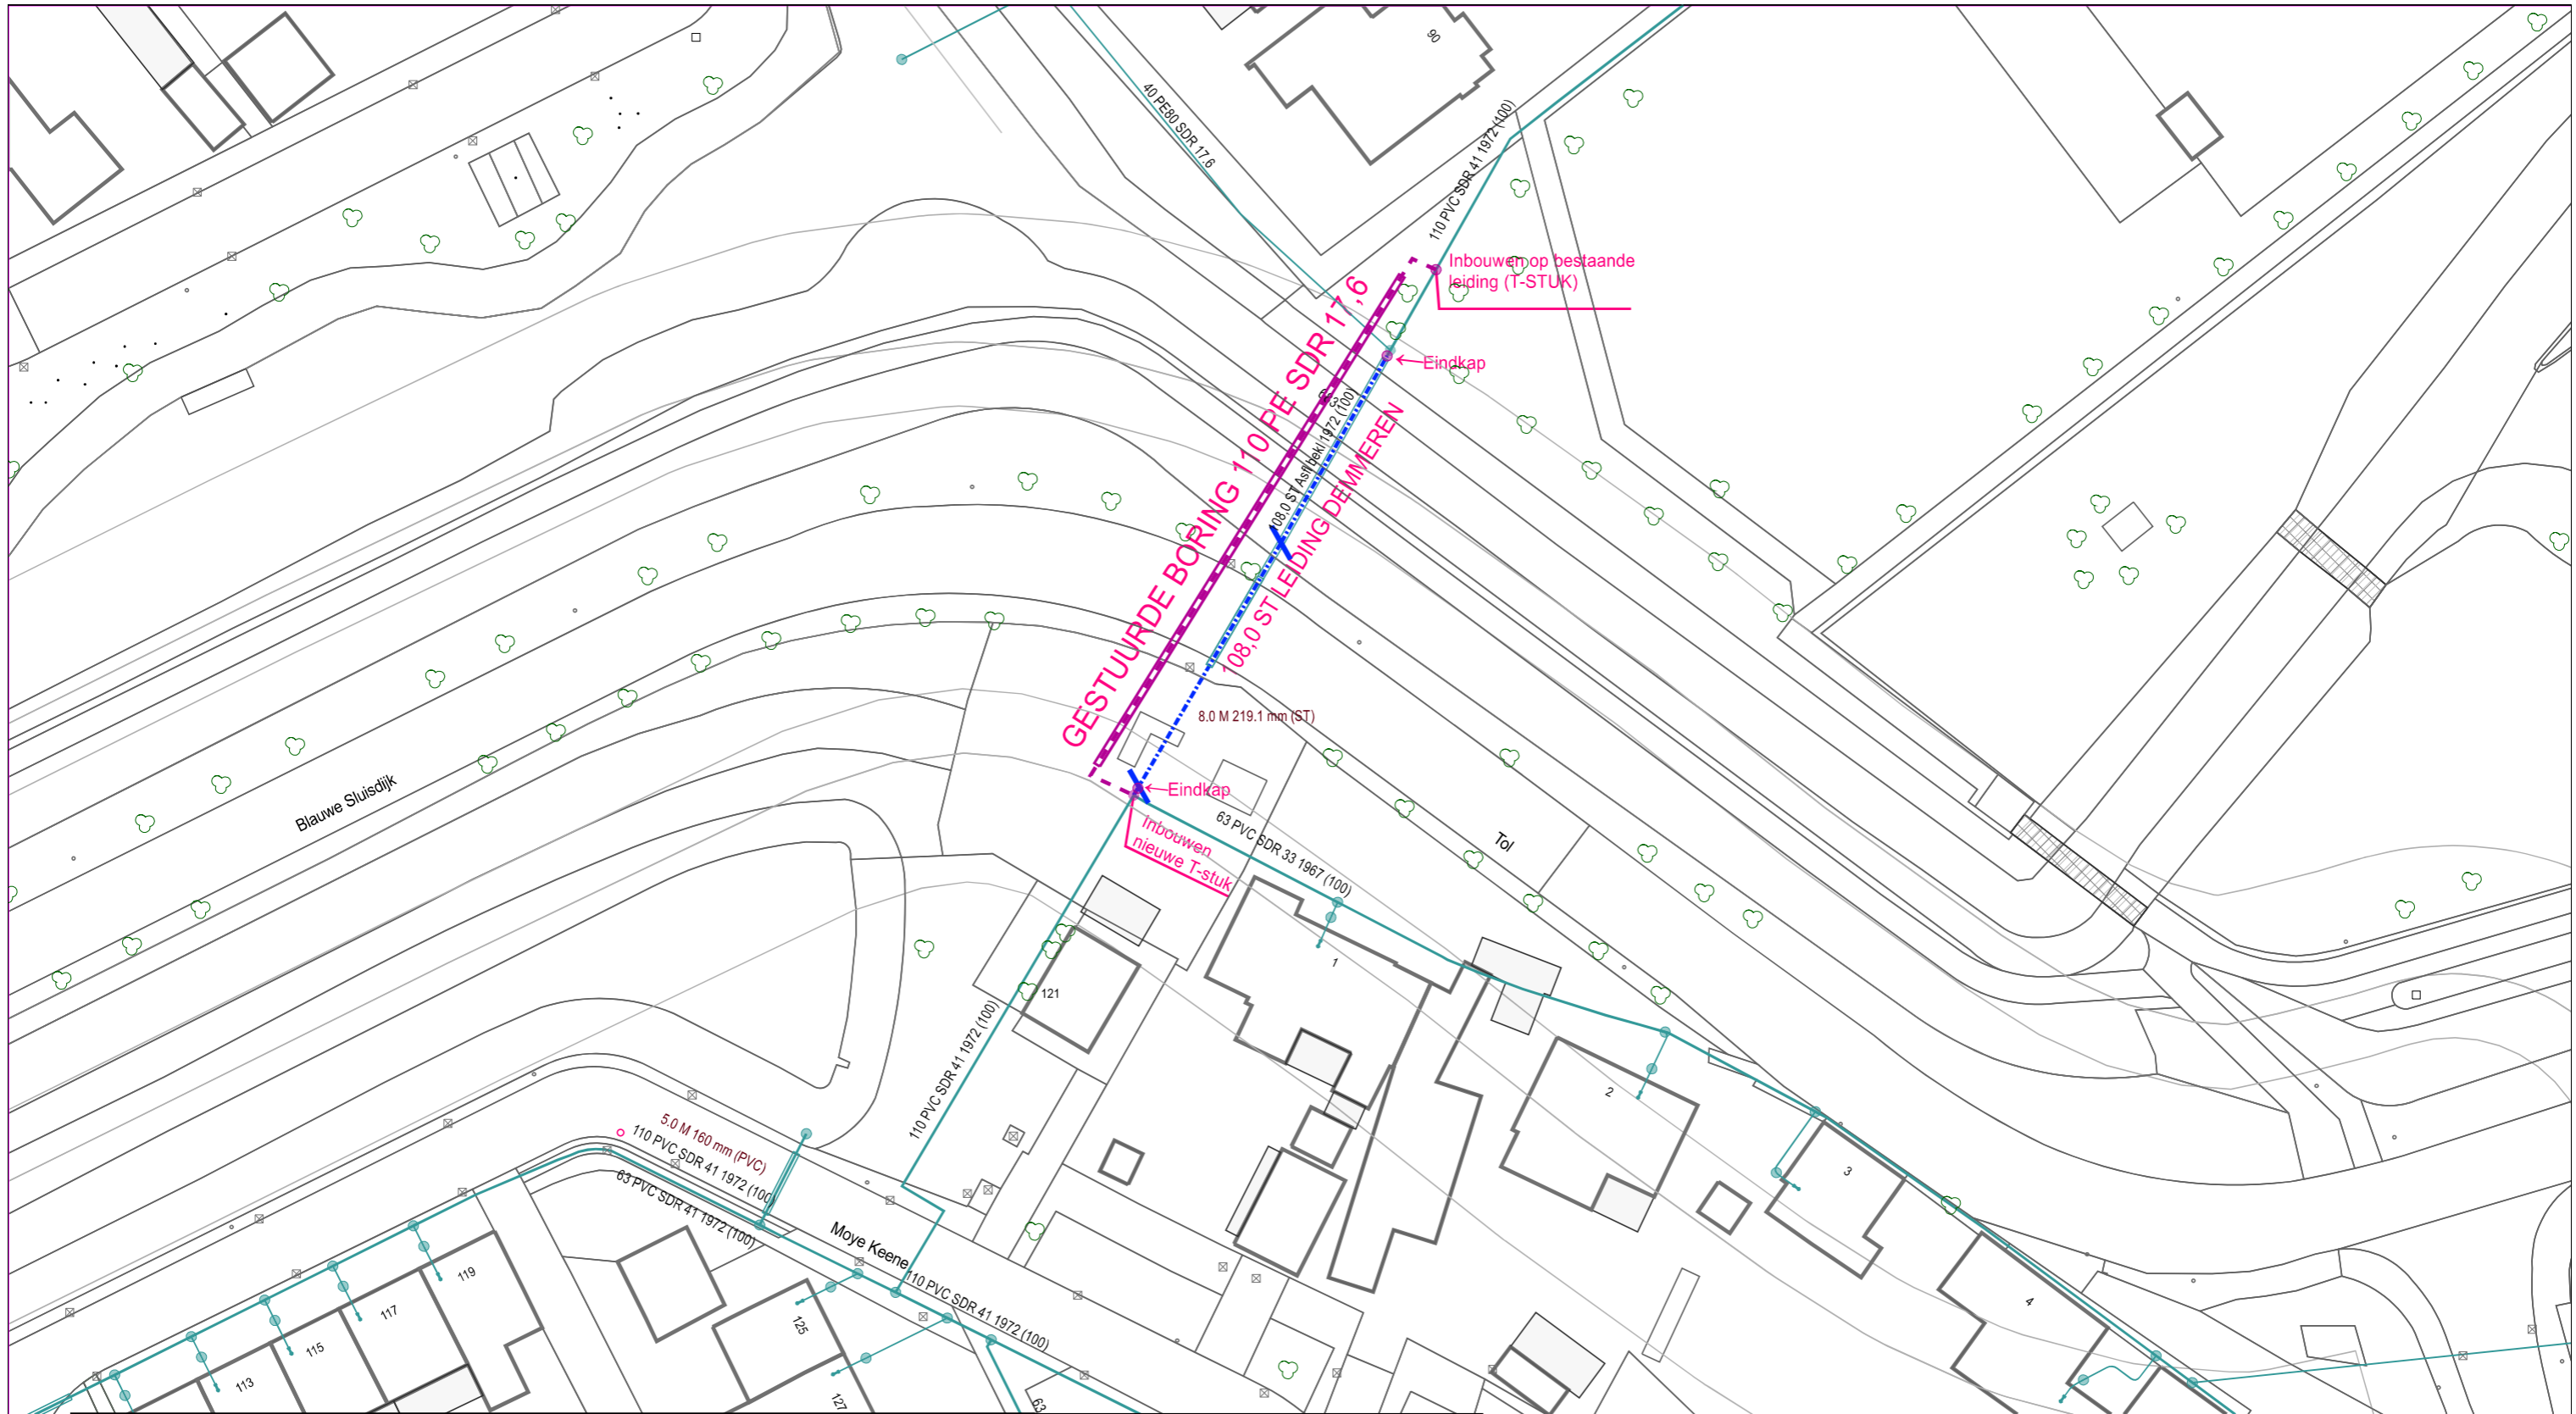 90
40 PE80 SDR 17.6
110 PVC SDR 41 1972 (100)
Inbouwen op bestaande
leiding (T-STUK)
Eindkap
GESTUURDE BORING 110 PE SDR 17,6
108.0 ST Asf bekl 1972 (100)
108,0 ST LEIDING DEMMEREN
8.0 M 219.1 mm (ST)
Eindkap
Inbouwen
nieuwe T-stuk
63 PVC SDR 33 1967 (100)
Blauwe Sluisdijk
Tol
1
121
110 PVC SDR 41 1972 (100)
2
3
4
5.0 M 160 mm (PVC)
110 PVC SDR 41 1972 (100)
63 PVC SDR 41 1972 (100)
Moye Keene
110 PVC SDR 41 1972 (100)
119
117
115
113
125
127
63